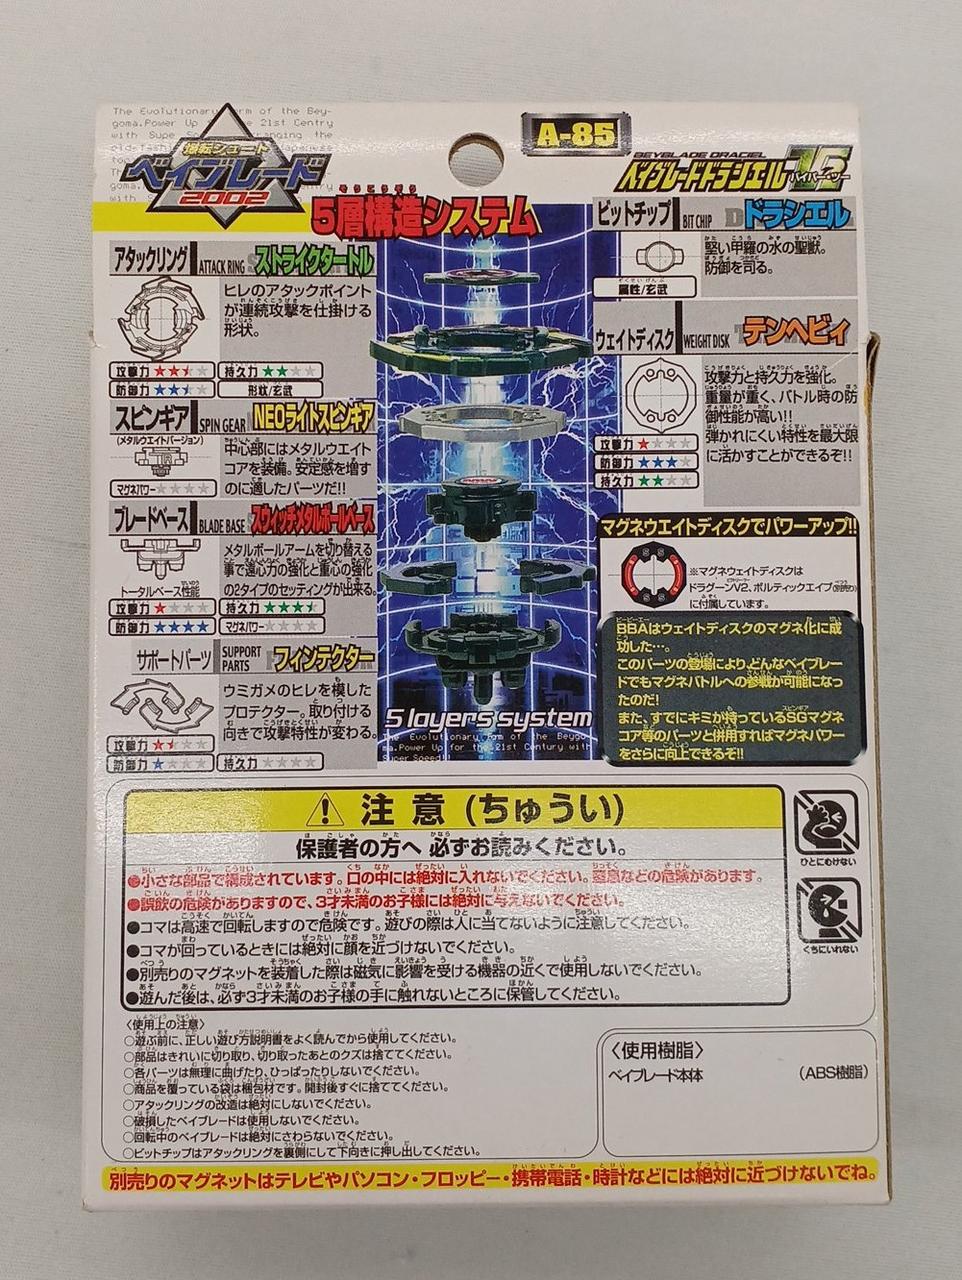 The Evolutionary
orm of the Bey-
goma.Power Up
the 21st Century
with Supe
爆転シュート
ベイブレード
2002
A-85
BEYBLADE DRACIEL
ベイブレードドラシエルV2
バイパー・ツー
5層構造システム
アタックリング ATTACK RING ストライクタートル
ヒレのアタックポイント
が連続攻撃を仕掛ける
形状。
攻撃力 ★★★★★ 持久力 ★★★★★
防御力 ★★★★★ 形状/玄武
スピンギア SPIN GEAR NEOライトスピンギア
(メタルウエイトバージョン)
中心部にはメタルウエイト
コアを装備。安定感を増す
のに適したパーツだ!!
マグネパワー ★★★★
ブレードベース BLADE BASE スウィッチメタルボールベース
メタルボールアームを切り替える
事で遠心力の強化と重心の強化
の2タイプのセッティングが出来る。
トータルベース性能
攻撃力 ★★★★ 持久力 ★★★★
防御力 ★★★★ マグネパワー ★★★★
サポートパーツ SUPPORT PARTS フィンテクター
ウミガメのヒレを模した
プロテクター。取り付ける
向きで攻撃特性が変わる。
攻撃力 ★★★★
防御力 ★★★★ 持久力 ★★★★
5 layers system
The Evolutionary orm of the Beygo
ma.Power Up for the 21st Century with
Super Speed!!
ビットチップ BIT CHIP ドラシエル
堅い甲羅の水の聖獣。
防御を司る。
属性/玄武
ウェイトディスク WEIGHT DISK テンヘビィ
攻撃力と持久力を強化。
重量が重く、バトル時の防
御性能が高い!!
弾かれにくい特性を最大限
に活かすことができるぞ!!
攻撃力 ★★★★
防御力 ★★★★
持久力 ★★★★
マグネウエイトディスクでパワーアップ!!
※マグネウェイトディスクは
ドラグーンV2、ボルティックエイプ(別売り)
に付属しています。
BBAはウェイトディスクのマグネ化に成
功した…。
このパーツの登場により、どんなベイブレー
ドでもマグネバトルへの参戦が可能になっ
たのだ!
また、すでにキミが持っているSGマグネ
コア等のパーツと併用すればマグネパワー
をさらに向上できるぞ!!
注意(ちゅうい)
保護者の方へ 必ずお読みください。
●小さな部品で構成されています。口の中には絶対に入れないでください。窒息などの危険があります。
●誤飲の危険がありますので、3才未満のお子様には絶対に与えないでください。
●コマは高速で回転しますので危険です。遊びの際は人に当てないように注意してください。
●コマが回っているときには絶対に顔を近づけないでください。
●別売りのマグネットを装着した際は磁気に影響を受ける機器の近くで使用しないでください。
●遊んだ後は、必ず3才未満のお子様の手に触れないところに保管してください。
ひとにむけない
くちにいれない
〈使用上の注意〉
○遊ぶ前に、正しい遊び方説明書をよく読んでから使用してください。
○部品はきれいに切り取り、切り取ったあとのクズは捨ててください。
○各パーツは無理に曲げたり、ひっぱったりしないでください。
○商品を覆っている袋は梱包材です。開封後すぐに捨ててください。
○アタックリングの改造は絶対にしないでください。
○破損したベイブレードは使用しないでください。
○回転中のベイブレードは絶対にさわらないでください。
○ビットチップはアタックリングを裏側にして下向きに押し出してください。
〈使用樹脂〉
ベイブレード本体 (ABS樹脂)
別売りのマグネットはテレビやパソコン・フロッピー・携帯電話・時計などには絶対に近づけないでね。